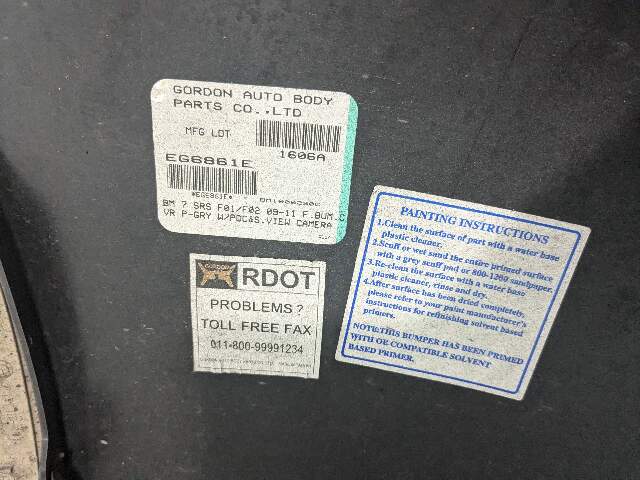 GORDON AUTO BODY
PARTS CO.,LTD
MFG LOT
1606A
EG6861E
*EG6861E*
BM 7 SRS F01/F02 09-11 F.BUM.C
VR P-GRY W/PDC&S.VIEW CAMERA
RDOT
PROBLEMS?
TOLL FREE FAX
011-800-99991234
PAINTING INSTRUCTIONS
1.Clean the surface of part with a water base
plastic cleaner.
2.Scuff or wet sand the entire primed surface
with a grey scuff pad or 800-1200 sandpaper.
3.Re-clean the surface with a water base
plastic cleaner, rinse and dry.
4.After surface has been dried completely,
please refer to your paint manufacturer's
instructions for refinishing solvent based
primers.
NOTE:THIS BUMPER HAS BEEN PRIMED
WITH OR COMPATIBLE SOLVENT
BASED PRIMER.